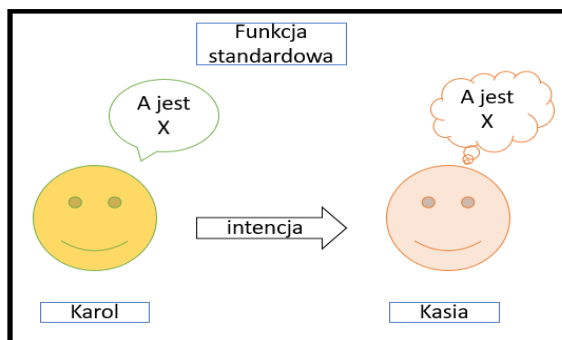 Funkcja
standardowa
A jest
X
A jest
X
intencja
Karol
Kasia